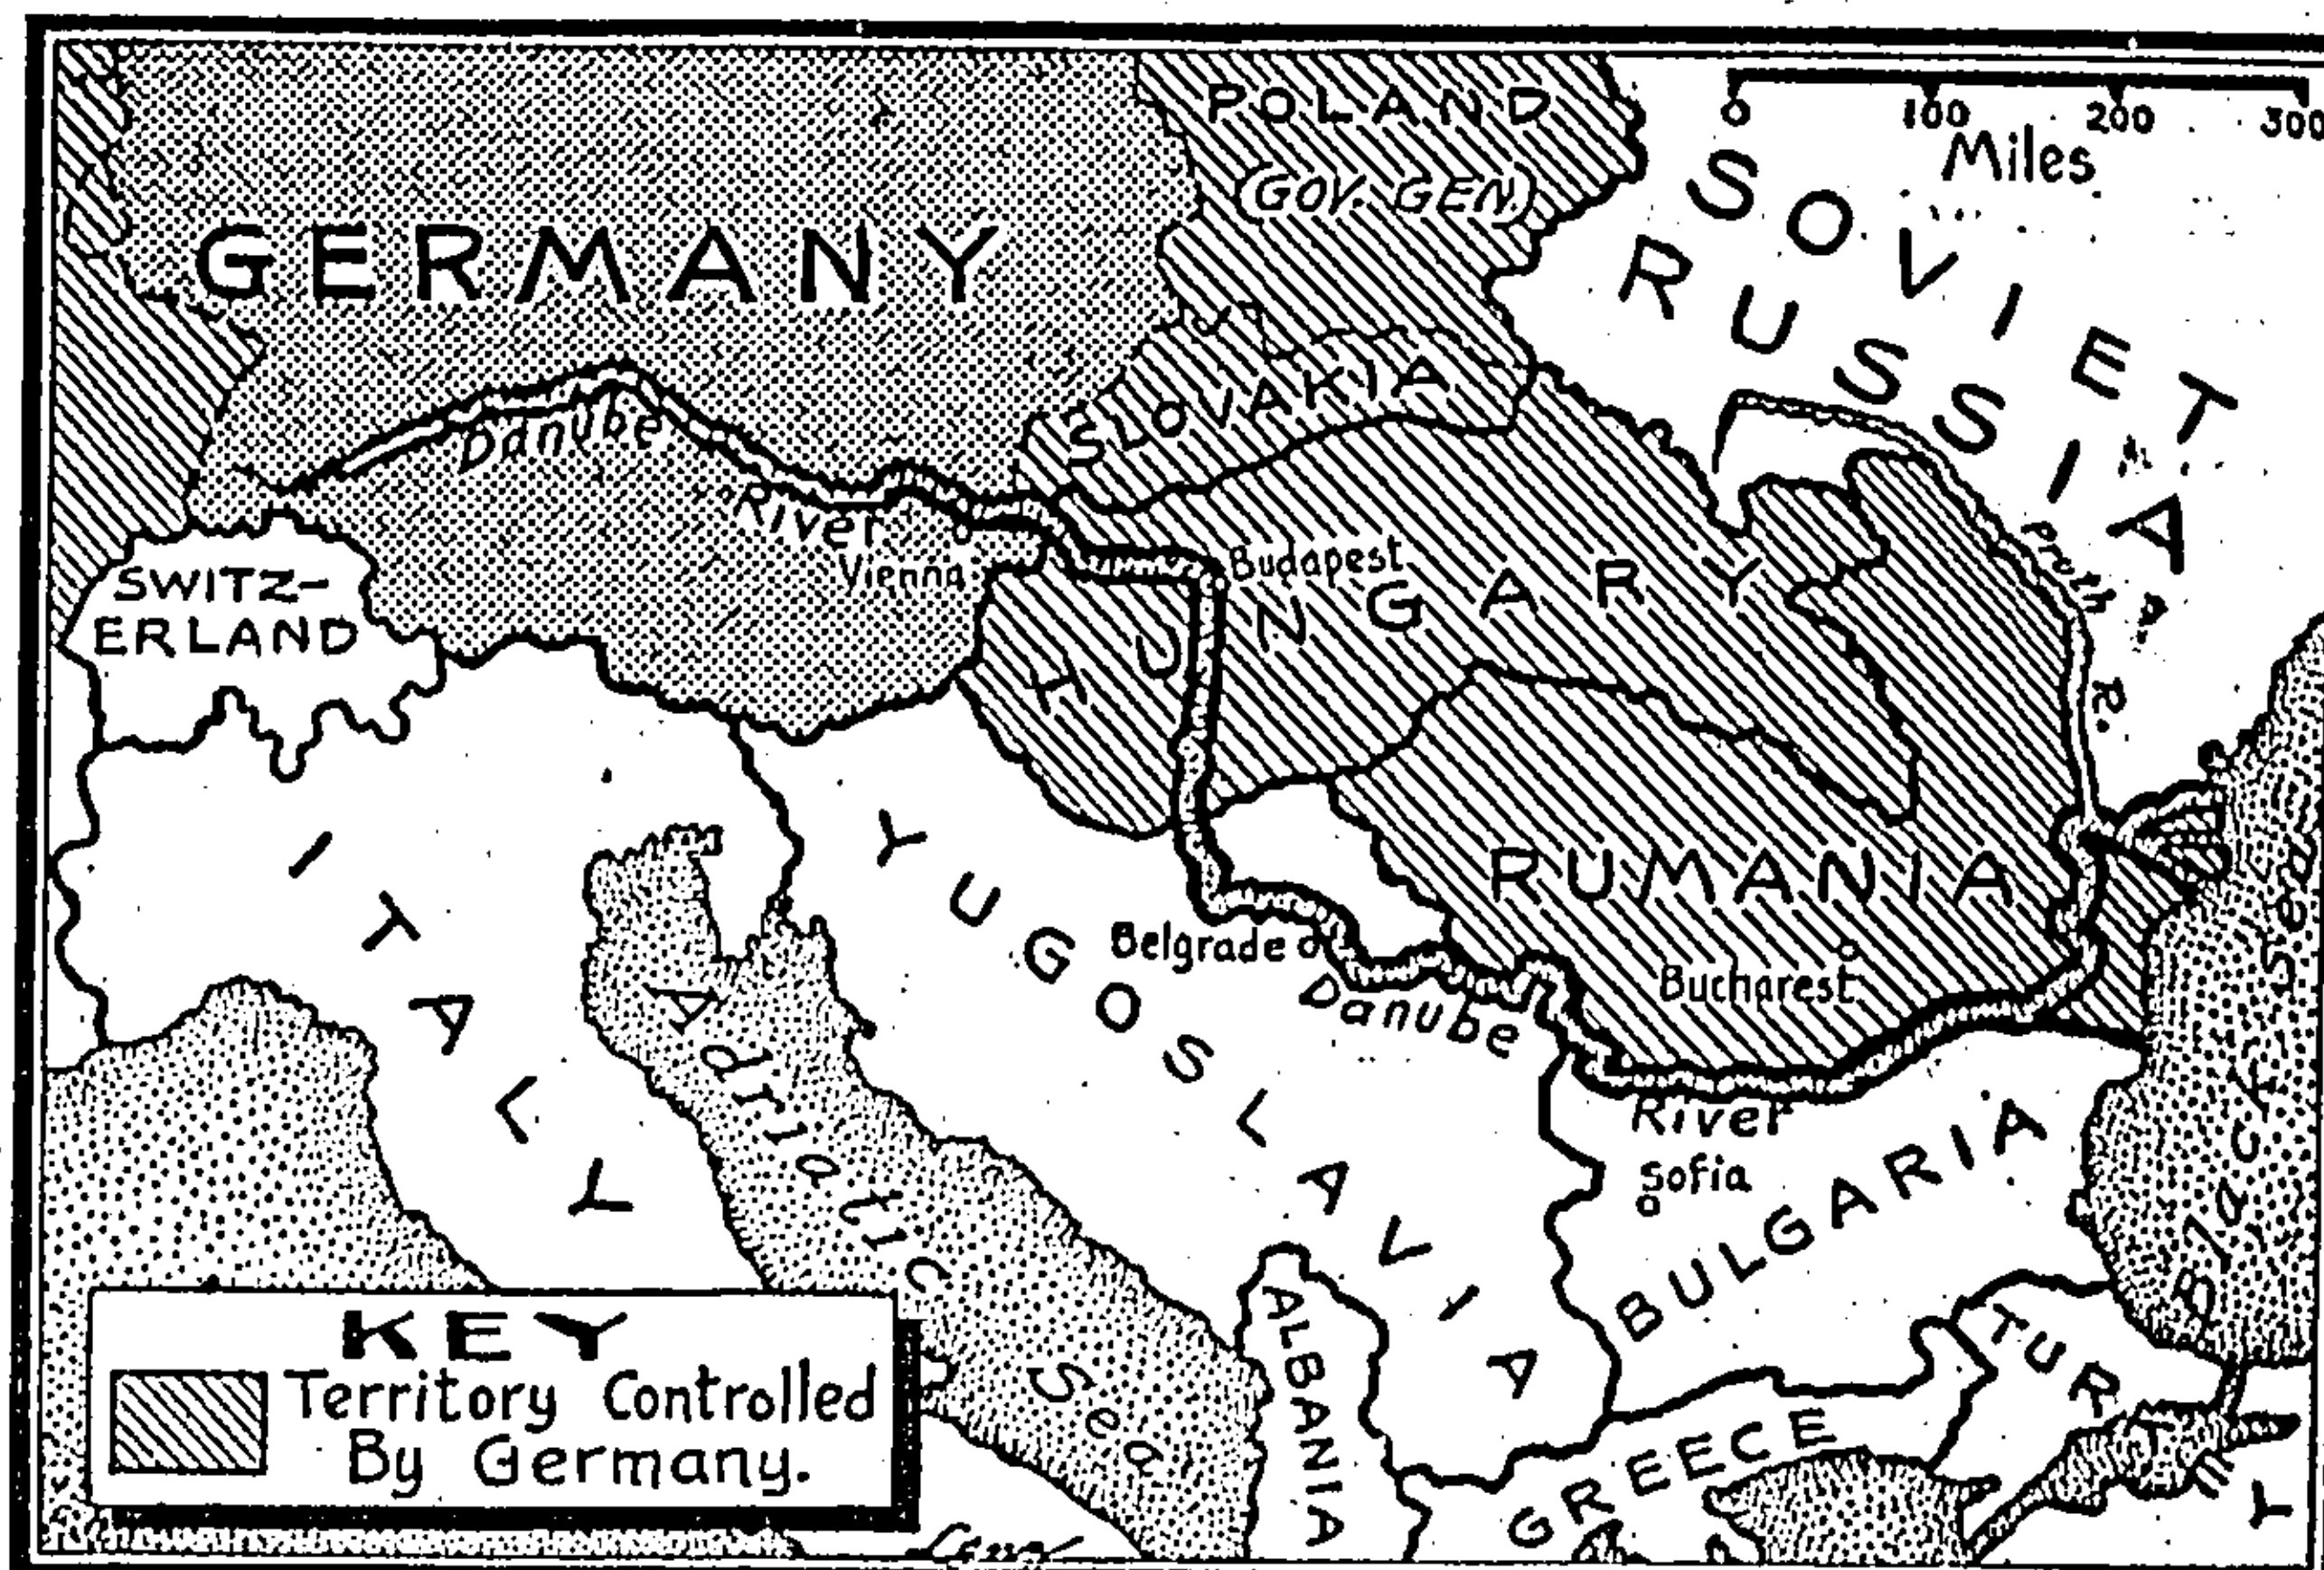 POLAND
(GOV. GEN.)
0 100 200 300
Miles
SOVIET
RUSSIA
GERMANY
SLOVAKIA
Danube
River
Vienna
Budapest
HUNGARY
Pruth R.
SWITZ-
ERLAND
ITALY
YUGOSLAVIA
RUMANIA
Belgrade
Bucharest
Danube
River
Sofia
BULGARIA
Adriatic Sea
Black Sea
ALBANIA
GREECE
TURKEY
KEY
Territory Controlled
By Germany.